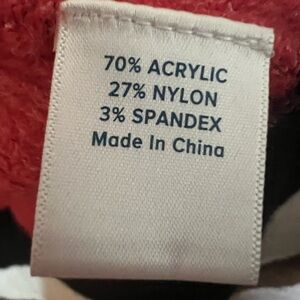 70% ACRYLIC
27% NYLON
3% SPANDEX
Made In China